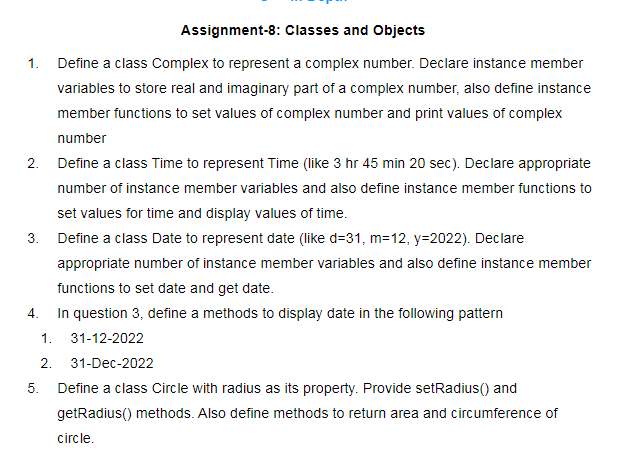 Assignment-8: Classes and Objects
1. Define a class Complex to represent a complex number. Declare instance member
variables to store real and imaginary part of a complex number, also define instance
member functions to set values of complex number and print values of complex
number
2. Define a class Time to represent Time (like 3 hr 45 min 20 sec). Declare appropriate
number of instance member variables and also define instance member functions to
set values for time and display values of time.
3. Define a class Date to represent date (like d=31, m=12, y=2022). Declare
appropriate number of instance member variables and also define instance member
functions to set date and get date.
4. In question 3, define a methods to display date in the following pattern
1. 31-12-2022
2. 31-Dec-2022
5. Define a class Circle with radius as its property. Provide setRadius() and
getRadius() methods. Also define methods to return area and circumference of
circle.